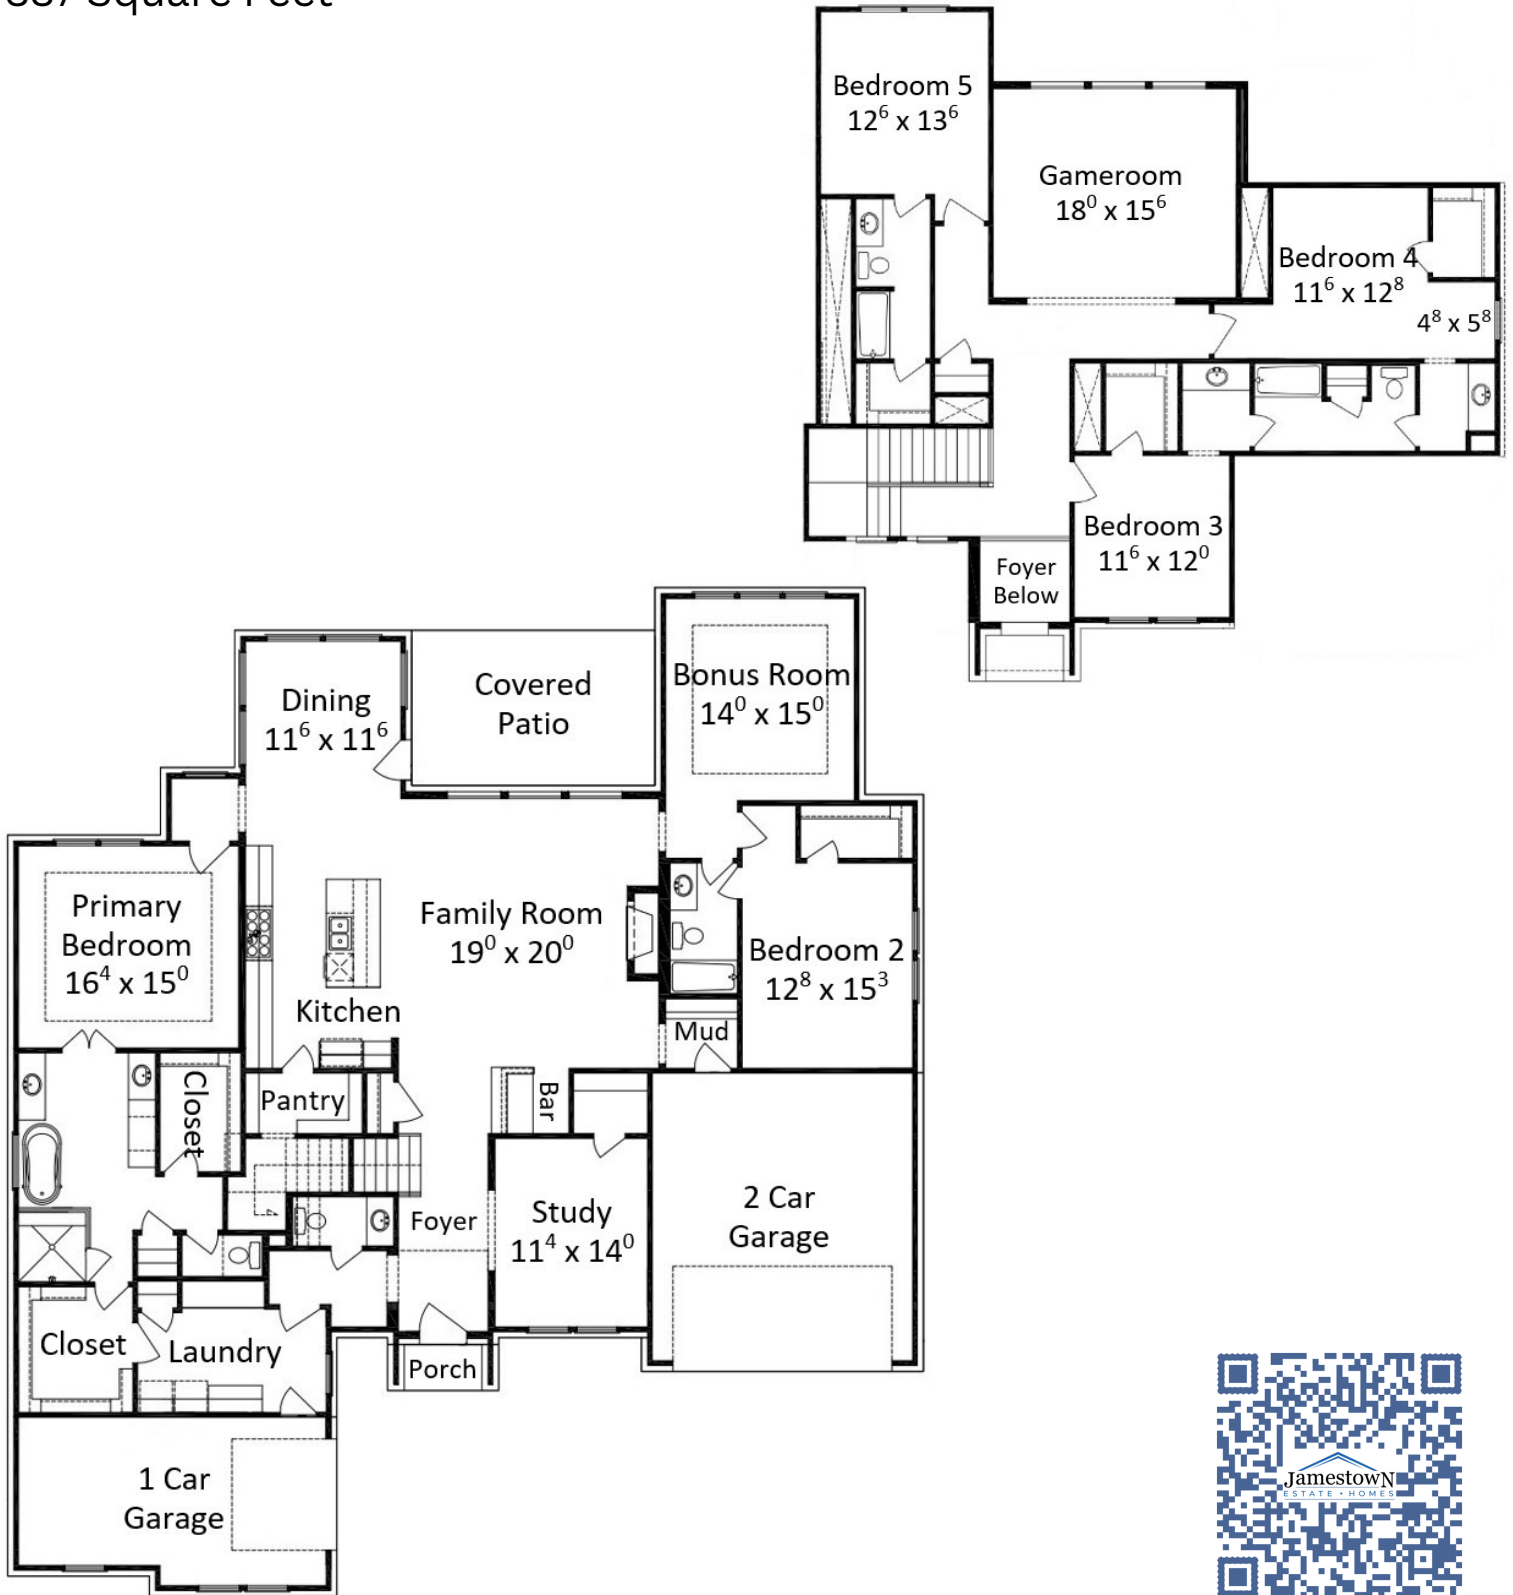 Square Feet
Bedroom 5
12⁶ x 13⁶
Gameroom
18⁰ x 15⁶
Bedroom 4
11⁶ x 12⁸
4⁸ x 5⁸
Bedroom 3
11⁶ x 12⁰
Foyer
Below
Bonus Room
14⁰ x 15⁰
Covered
Patio
Dining
11⁶ x 11⁶
Primary
Bedroom
16⁴ x 15⁰
Family Room
19⁰ x 20⁰
Bedroom 2
12⁸ x 15³
Kitchen
Mud
Closet
Pantry
Bar
Foyer
Study
11⁴ x 14⁰
2 Car
Garage
Closet
Laundry
Porch
1 Car
Garage
JamestowN
ESTATE • HOMES